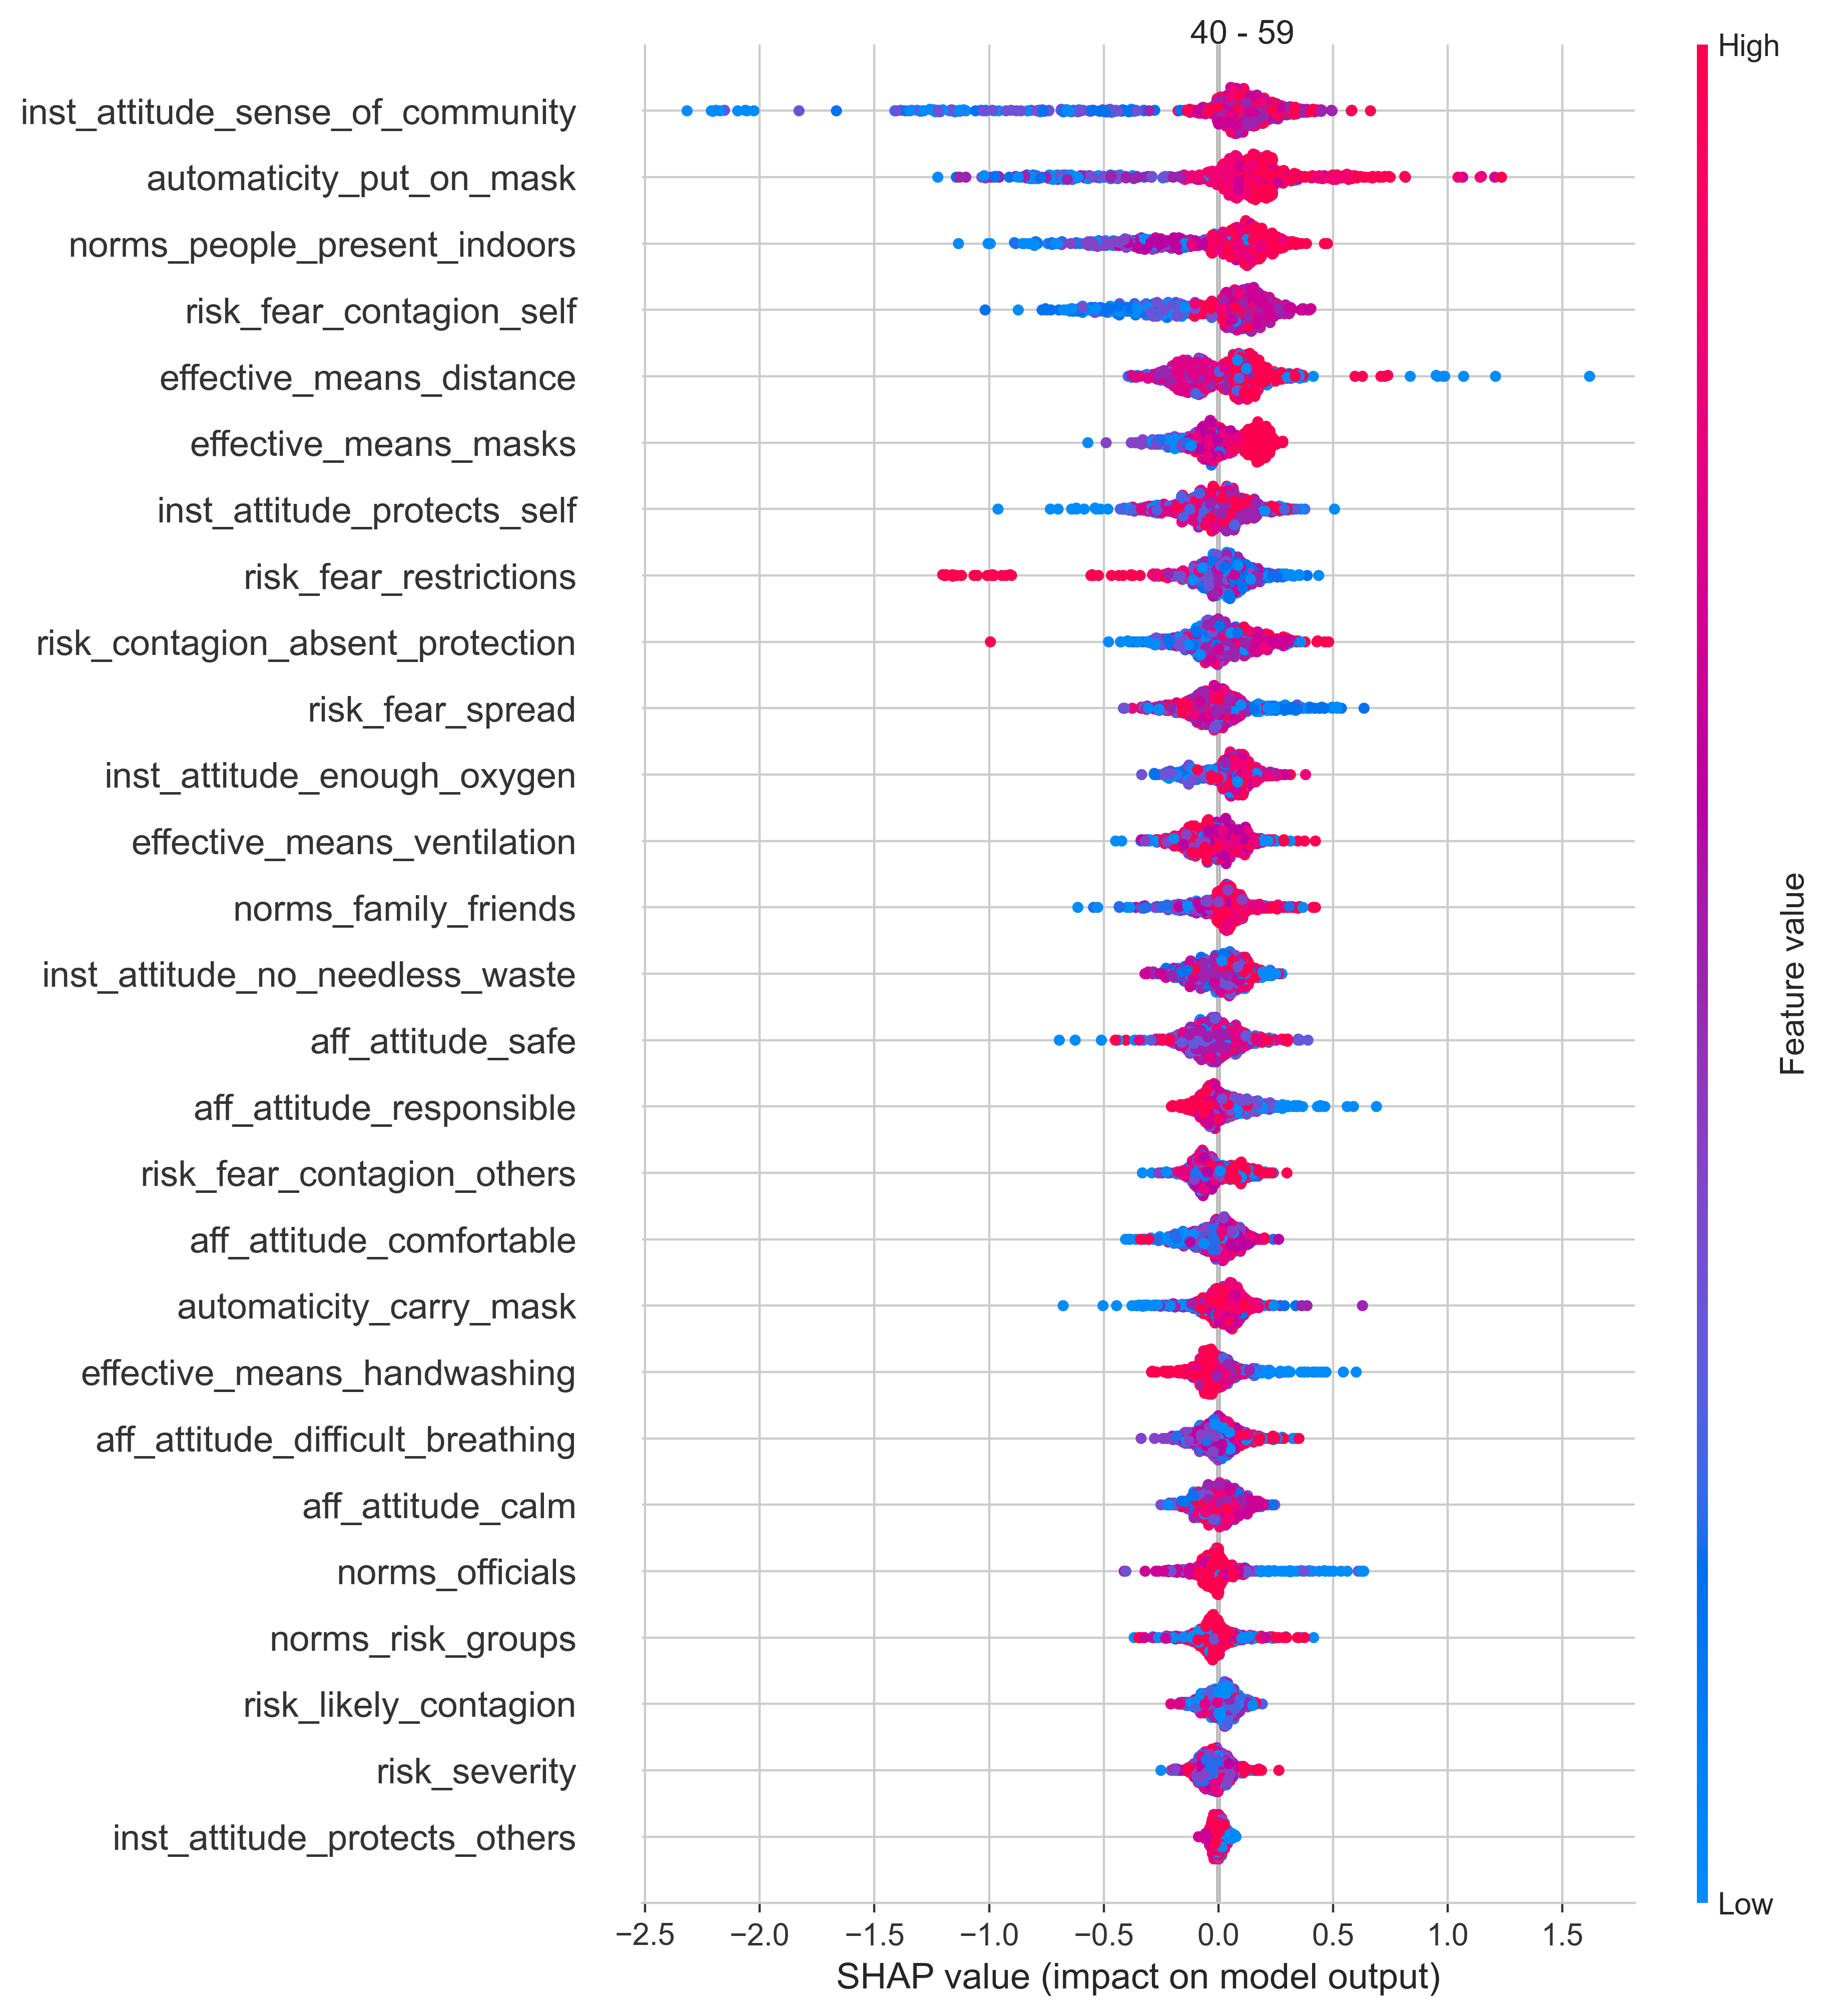 40 - 59
High
inst_attitude_sense_of_community
automaticity_put_on_mask
norms_people_present_indoors
risk_fear_contagion_self
effective_means_distance
effective_means_masks
inst_attitude_protects_self
risk_fear_restrictions
risk_contagion_absent_protection
risk_fear_spread
inst_attitude_enough_oxygen
effective_means_ventilation
norms_family_friends
inst_attitude_no_needless_waste
aff_attitude_safe
aff_attitude_responsible
risk_fear_contagion_others
aff_attitude_comfortable
automaticity_carry_mask
effective_means_handwashing
aff_attitude_difficult_breathing
aff_attitude_calm
norms_officials
norms_risk_groups
risk_likely_contagion
risk_severity
inst_attitude_protects_others
Feature value
Low
−2.5 −2.0 −1.5 −1.0 −0.5 0.0 0.5 1.0 1.5
SHAP value (impact on model output)